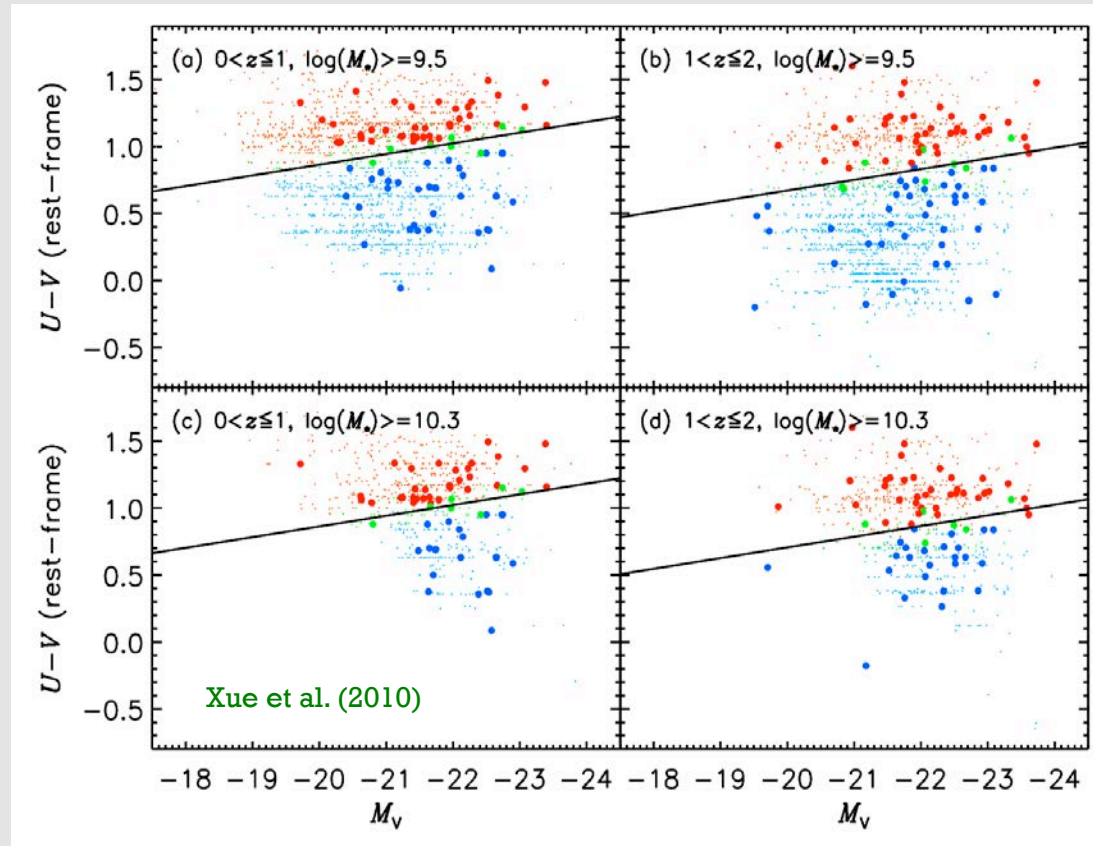 (a) 0<z≦1, log(M*)>=9.5
(b) 1<z≦2, log(M*)>=9.5
U−V (rest−frame)
1.5
1.0
0.5
0.0
−0.5
(c) 0<z≦1, log(M*)>=10.3
(d) 1<z≦2, log(M*)>=10.3
U−V (rest−frame)
1.5
1.0
0.5
0.0
−0.5
Xue et al. (2010)
−18 −19 −20 −21 −22 −23 −18 −19 −20 −21 −22 −23 −24
Mv Mv